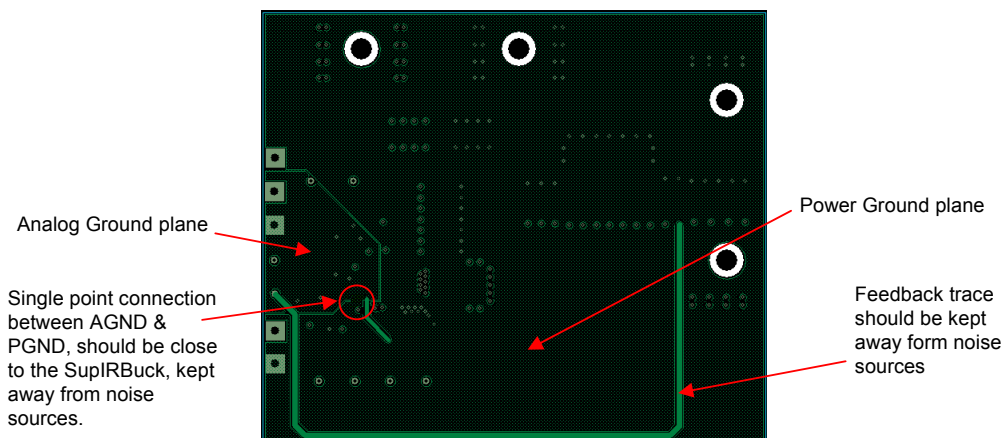 Analog Ground plane
Single point connection
between AGND &
PGND, should be close
to the SupIRBuck, kept
away from noise
sources.
Power Ground plane
Feedback trace
should be kept
away form noise
sources